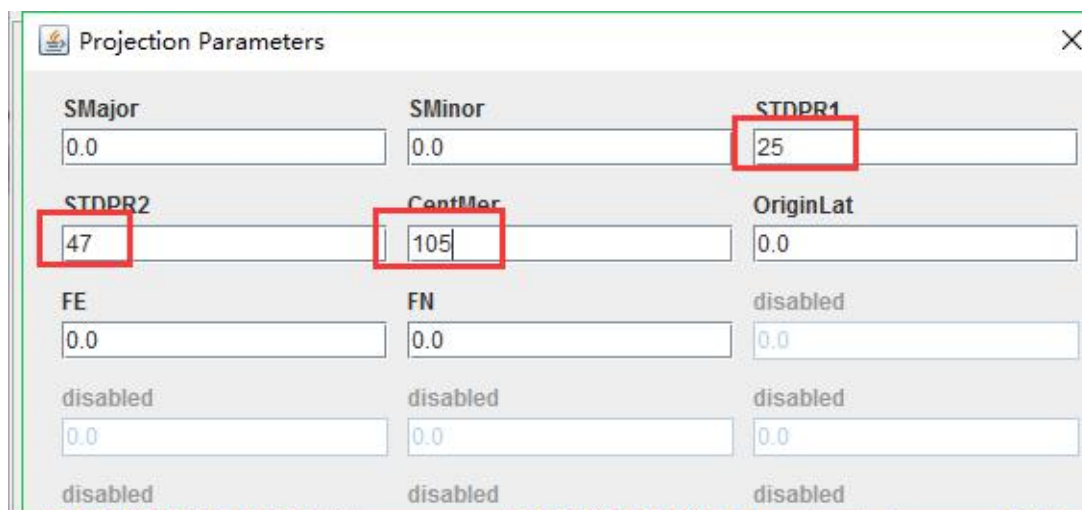 Projection Parameters
SMajor SMinor STDPR1
0.0 0.0 25
STDPR2 CentMer OriginLat
47 105 0.0
FE FN disabled
0.0 0.0 0.0
disabled disabled disabled
0.0 0.0 0.0
disabled disabled disabled